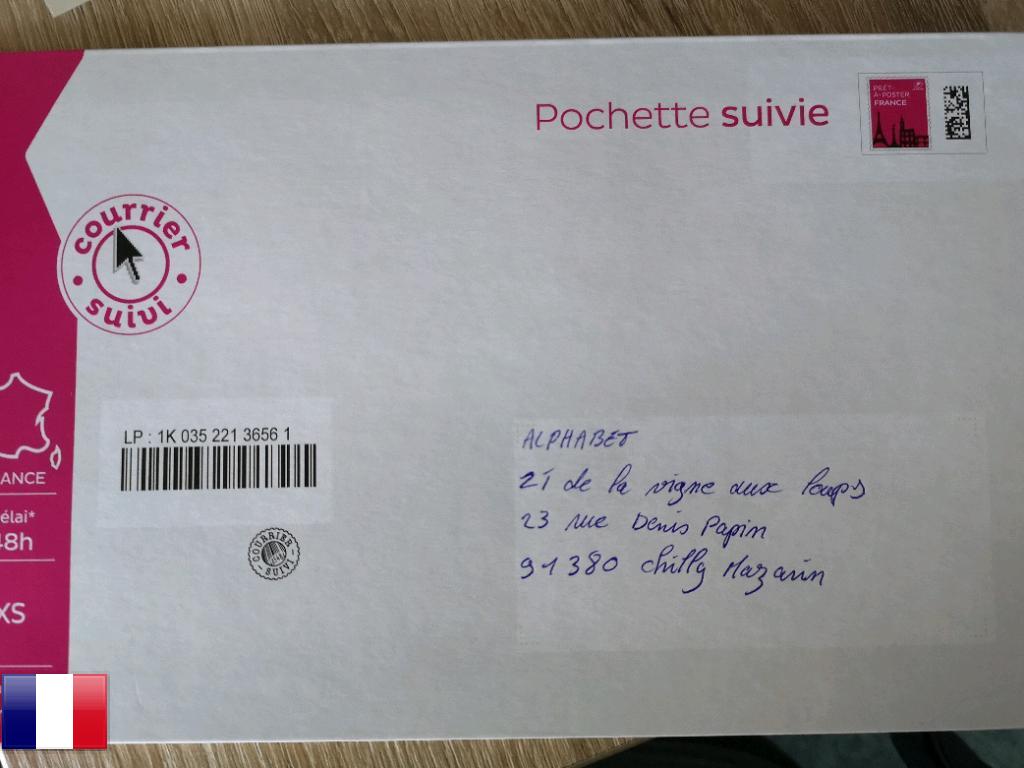 Pochette suivie
PRÊT-
À-POSTER
FRANCE
courrier
suivi
LP : 1K 035 221 3656 1
COURRIER
SUIVI
ANCE
élai*
48h
XS
ALPHABET
ZI de la vigne aux loups
23 rue Denis Papin
91380 Chilly Mazarin